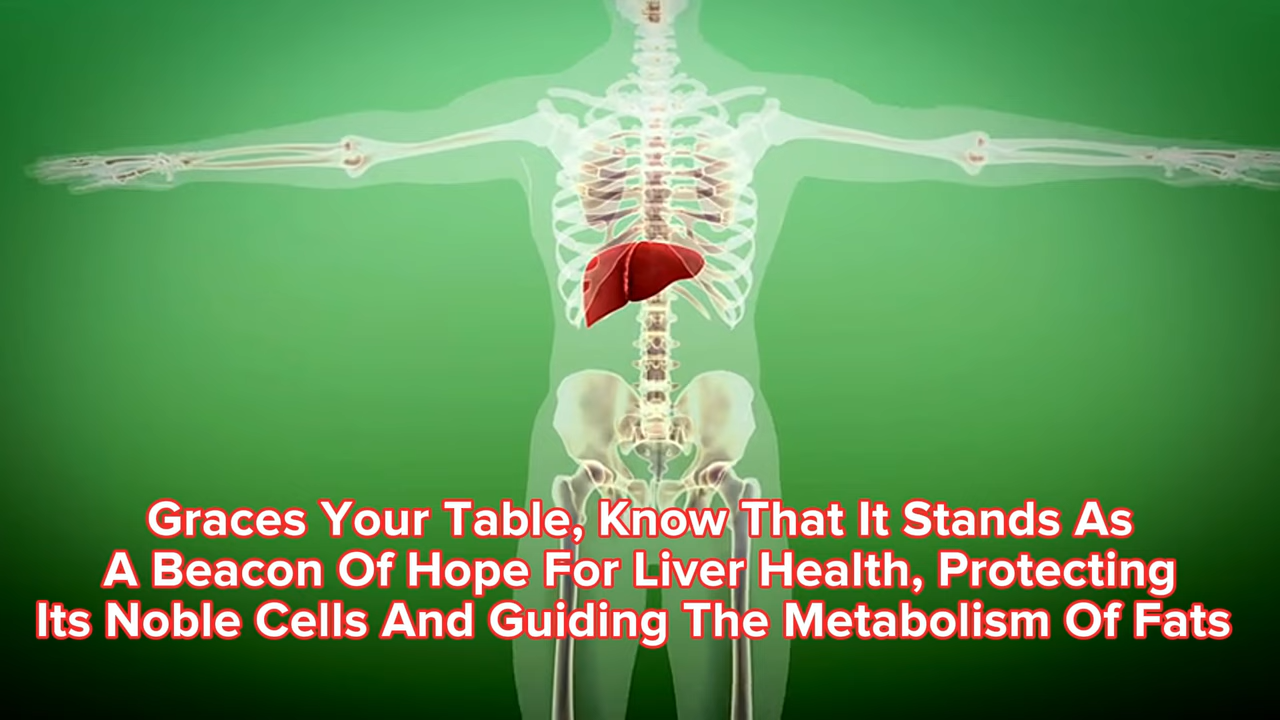 Graces Your Table, Know That It Stands As
A Beacon Of Hope For Liver Health, Protecting
Its Noble Cells And Guiding The Metabolism Of Fats